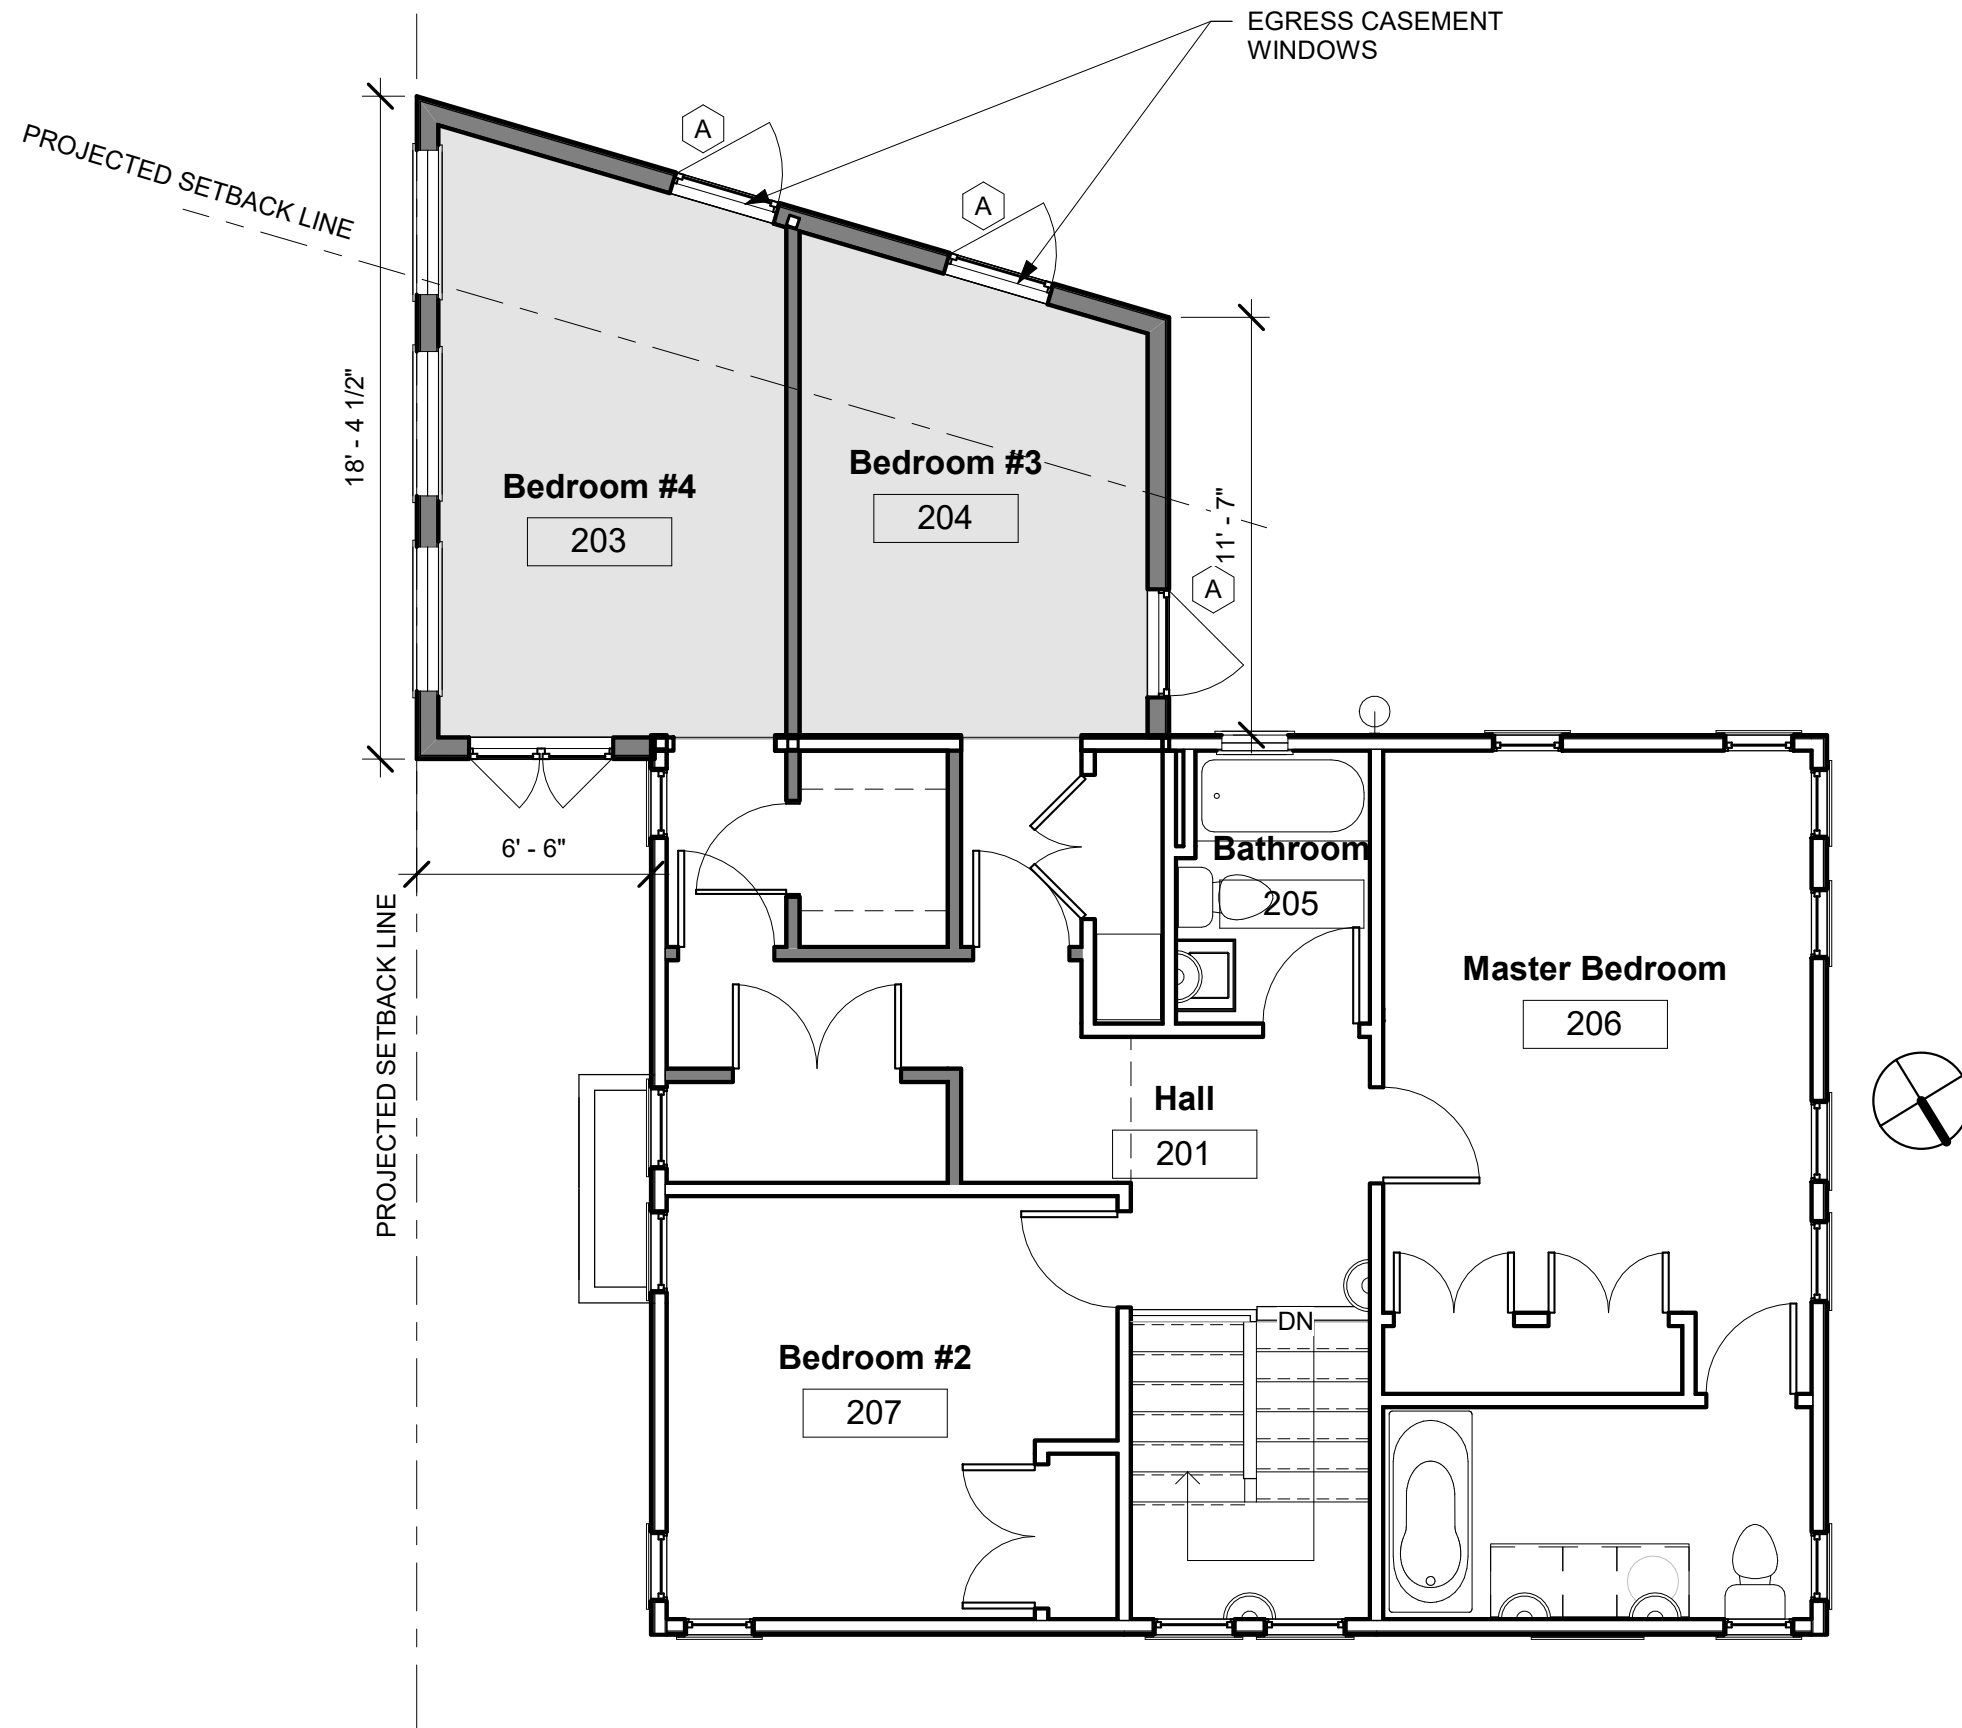 EGRESS CASEMENT
WINDOWS
A
PROJECTED SETBACK LINE
A
18' - 4 1/2"
Bedroom #4
203
Bedroom #3
204
11' - 7"
A
6' - 6"
PROJECTED SETBACK LINE
Bathroom
205
Master Bedroom
206
Hall
201
DN
Bedroom #2
207